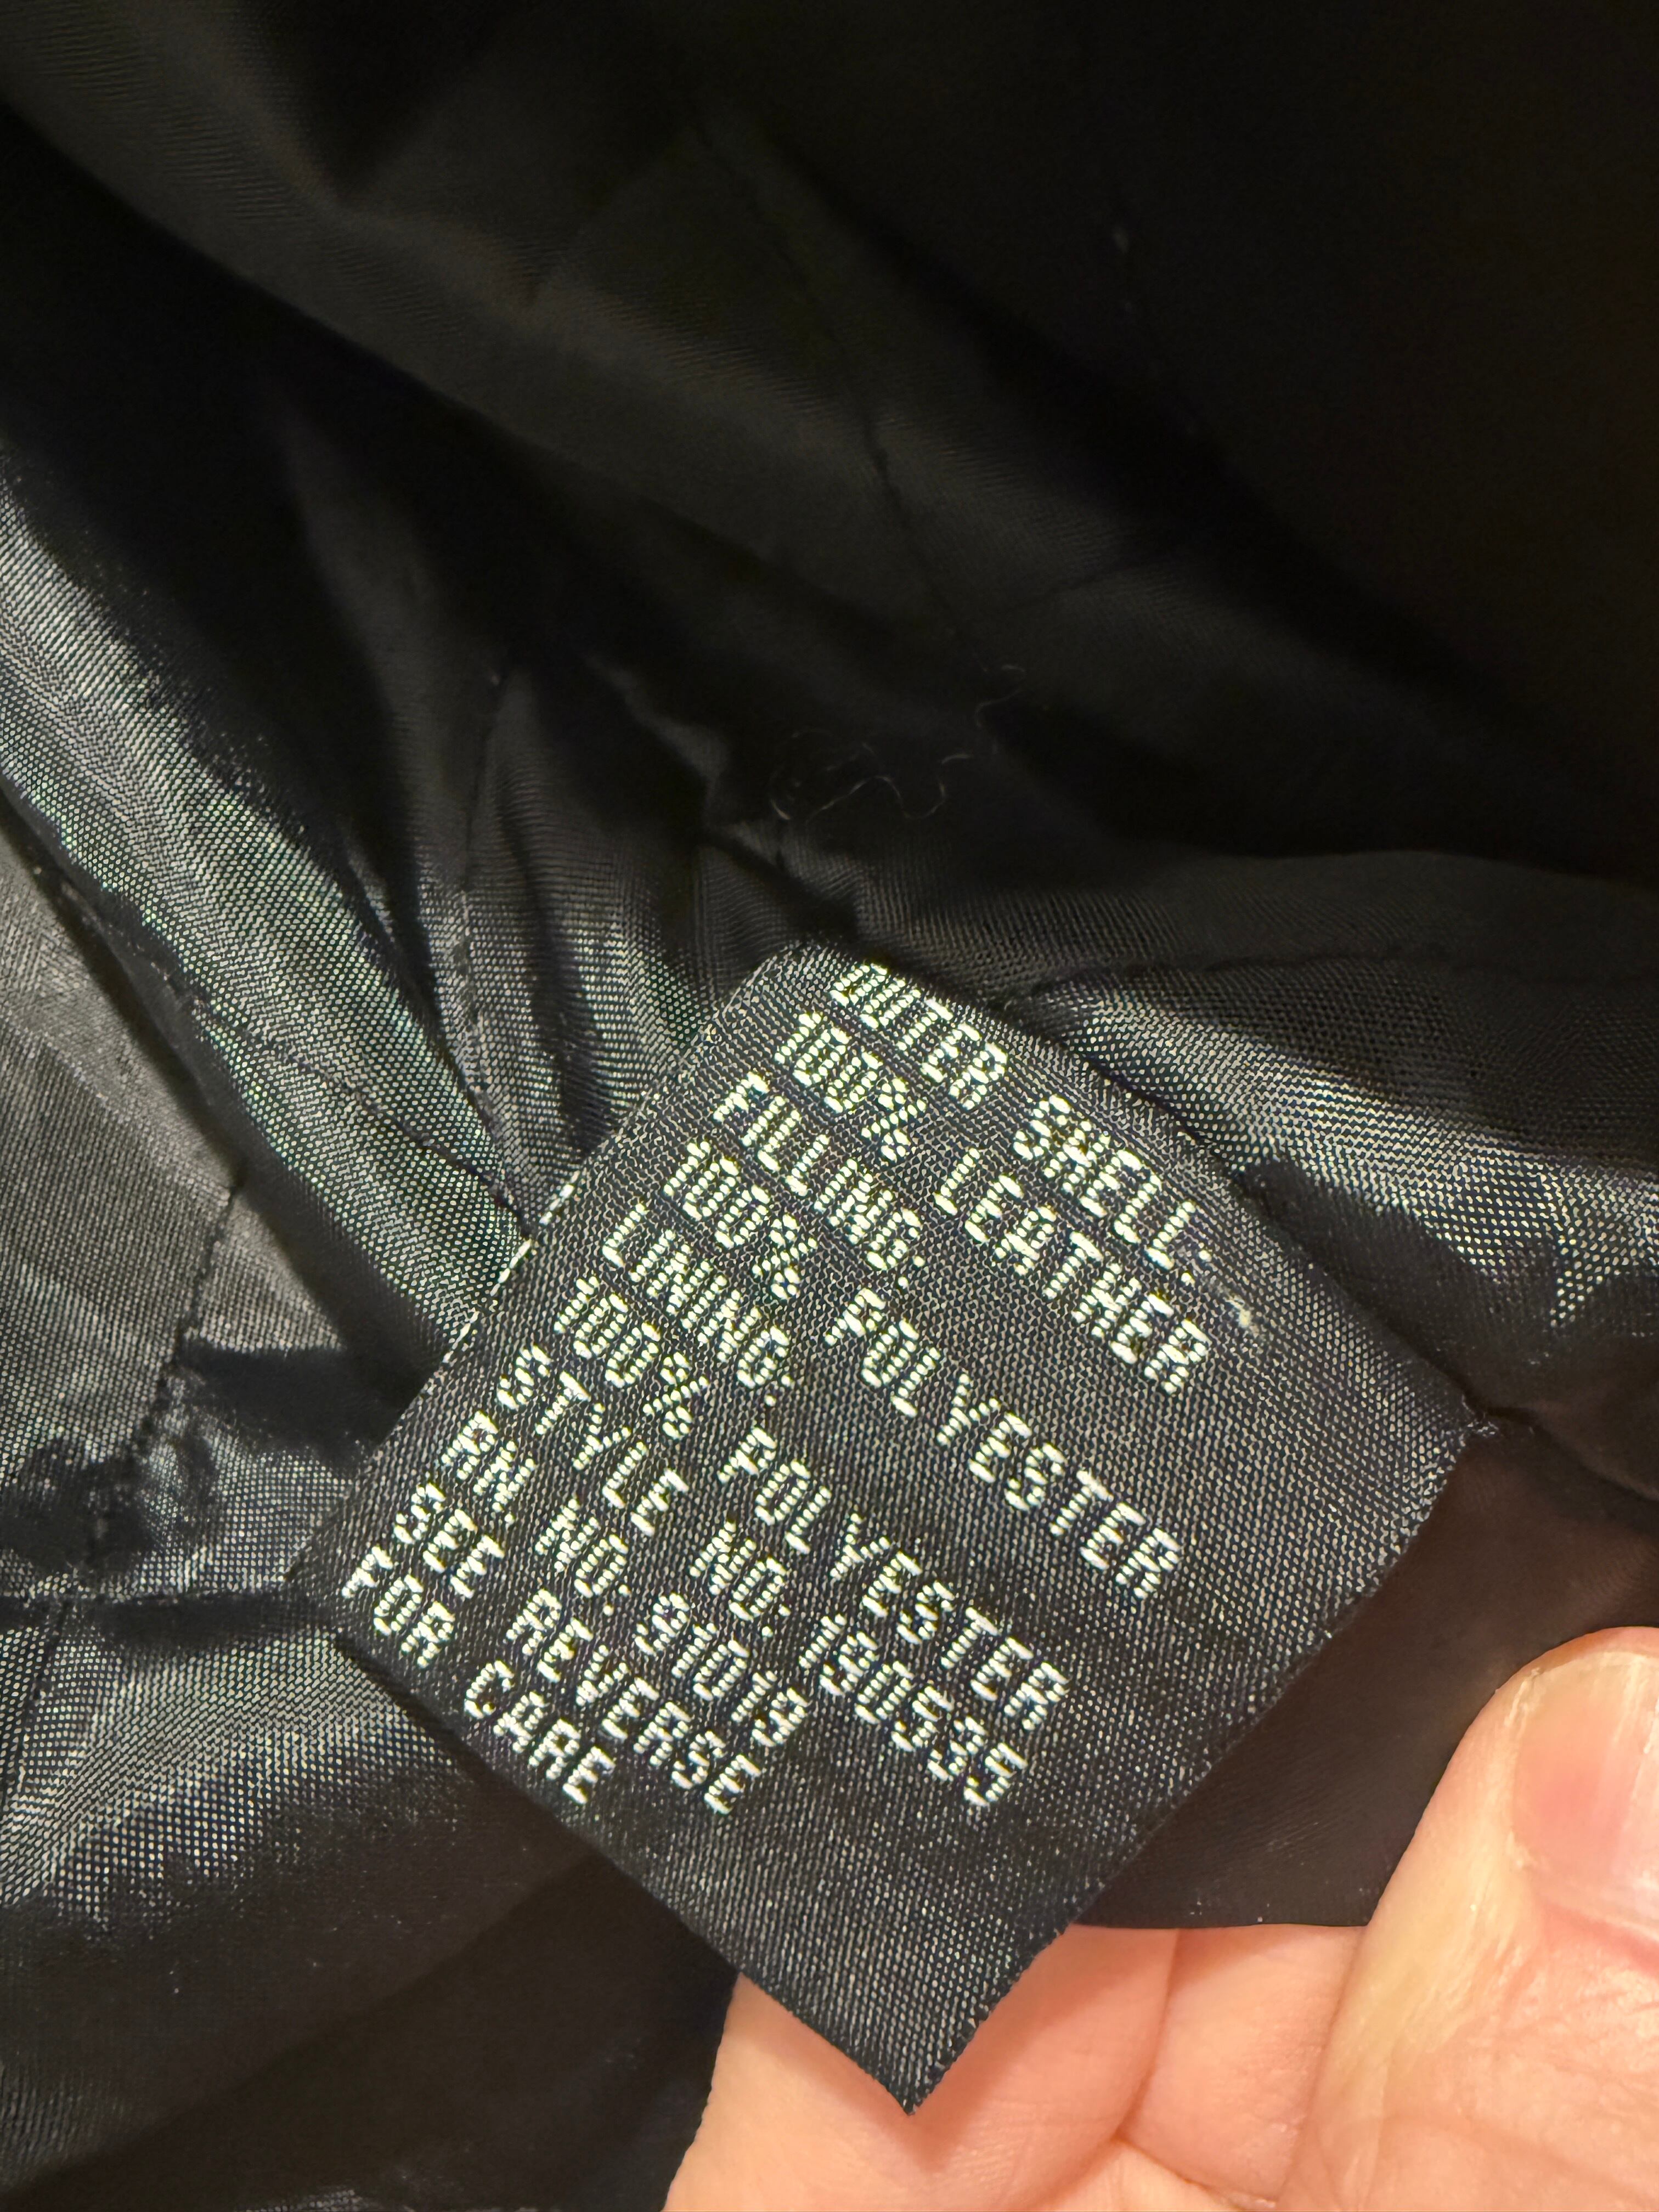 OUTER SHELL:
100% LEATHER
FILLING:
100% POLYESTER
LINING:
100% POLYESTER
STYLE NO. 190535
RN NO. 91019
SEE REVERSE
FOR CARE